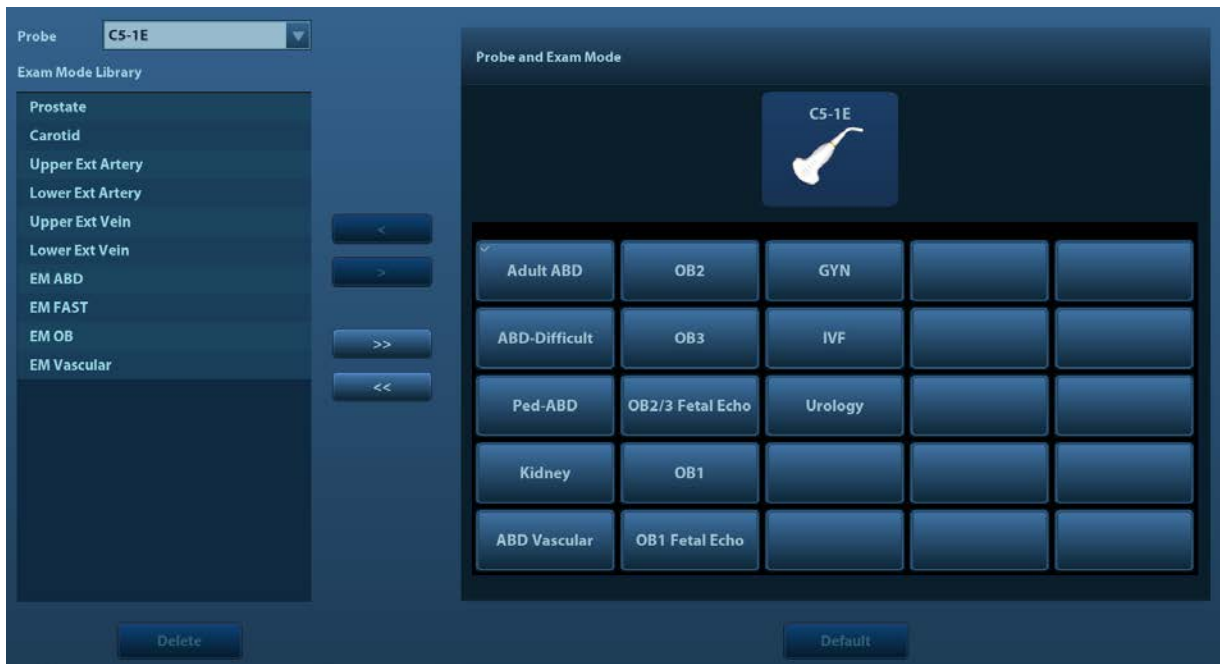 Probe C5-1E
Exam Mode Library
Prostate
Carotid
Upper Ext Artery
Lower Ext Artery
Upper Ext Vein
Lower Ext Vein
EM ABD
EM FAST
EM OB
EM Vascular
<
>
>>
<<
Delete
Probe and Exam Mode
C5-1E
Adult ABD OB2 GYN
ABD-Difficult OB3 IVF
Ped-ABD OB2/3 Fetal Echo Urology
Kidney OB1
ABD Vascular OB1 Fetal Echo
Default